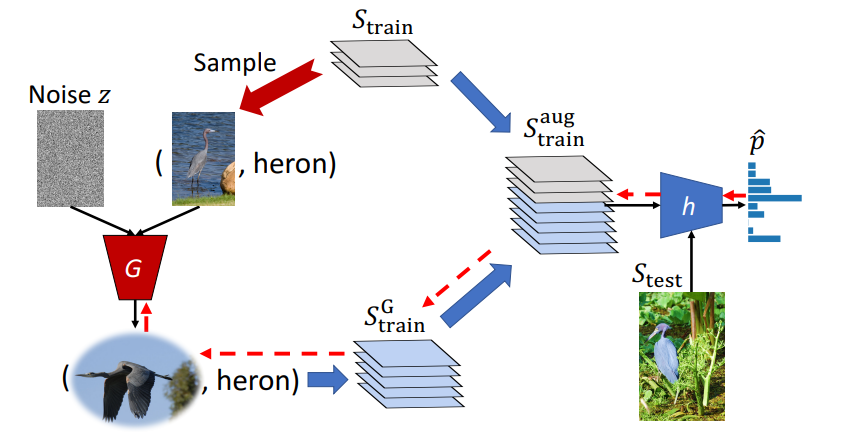 S_train
Sample
Noise z
( , heron)
S_train^aug
p̂
h
G
S_test
S_train^G
( , heron)